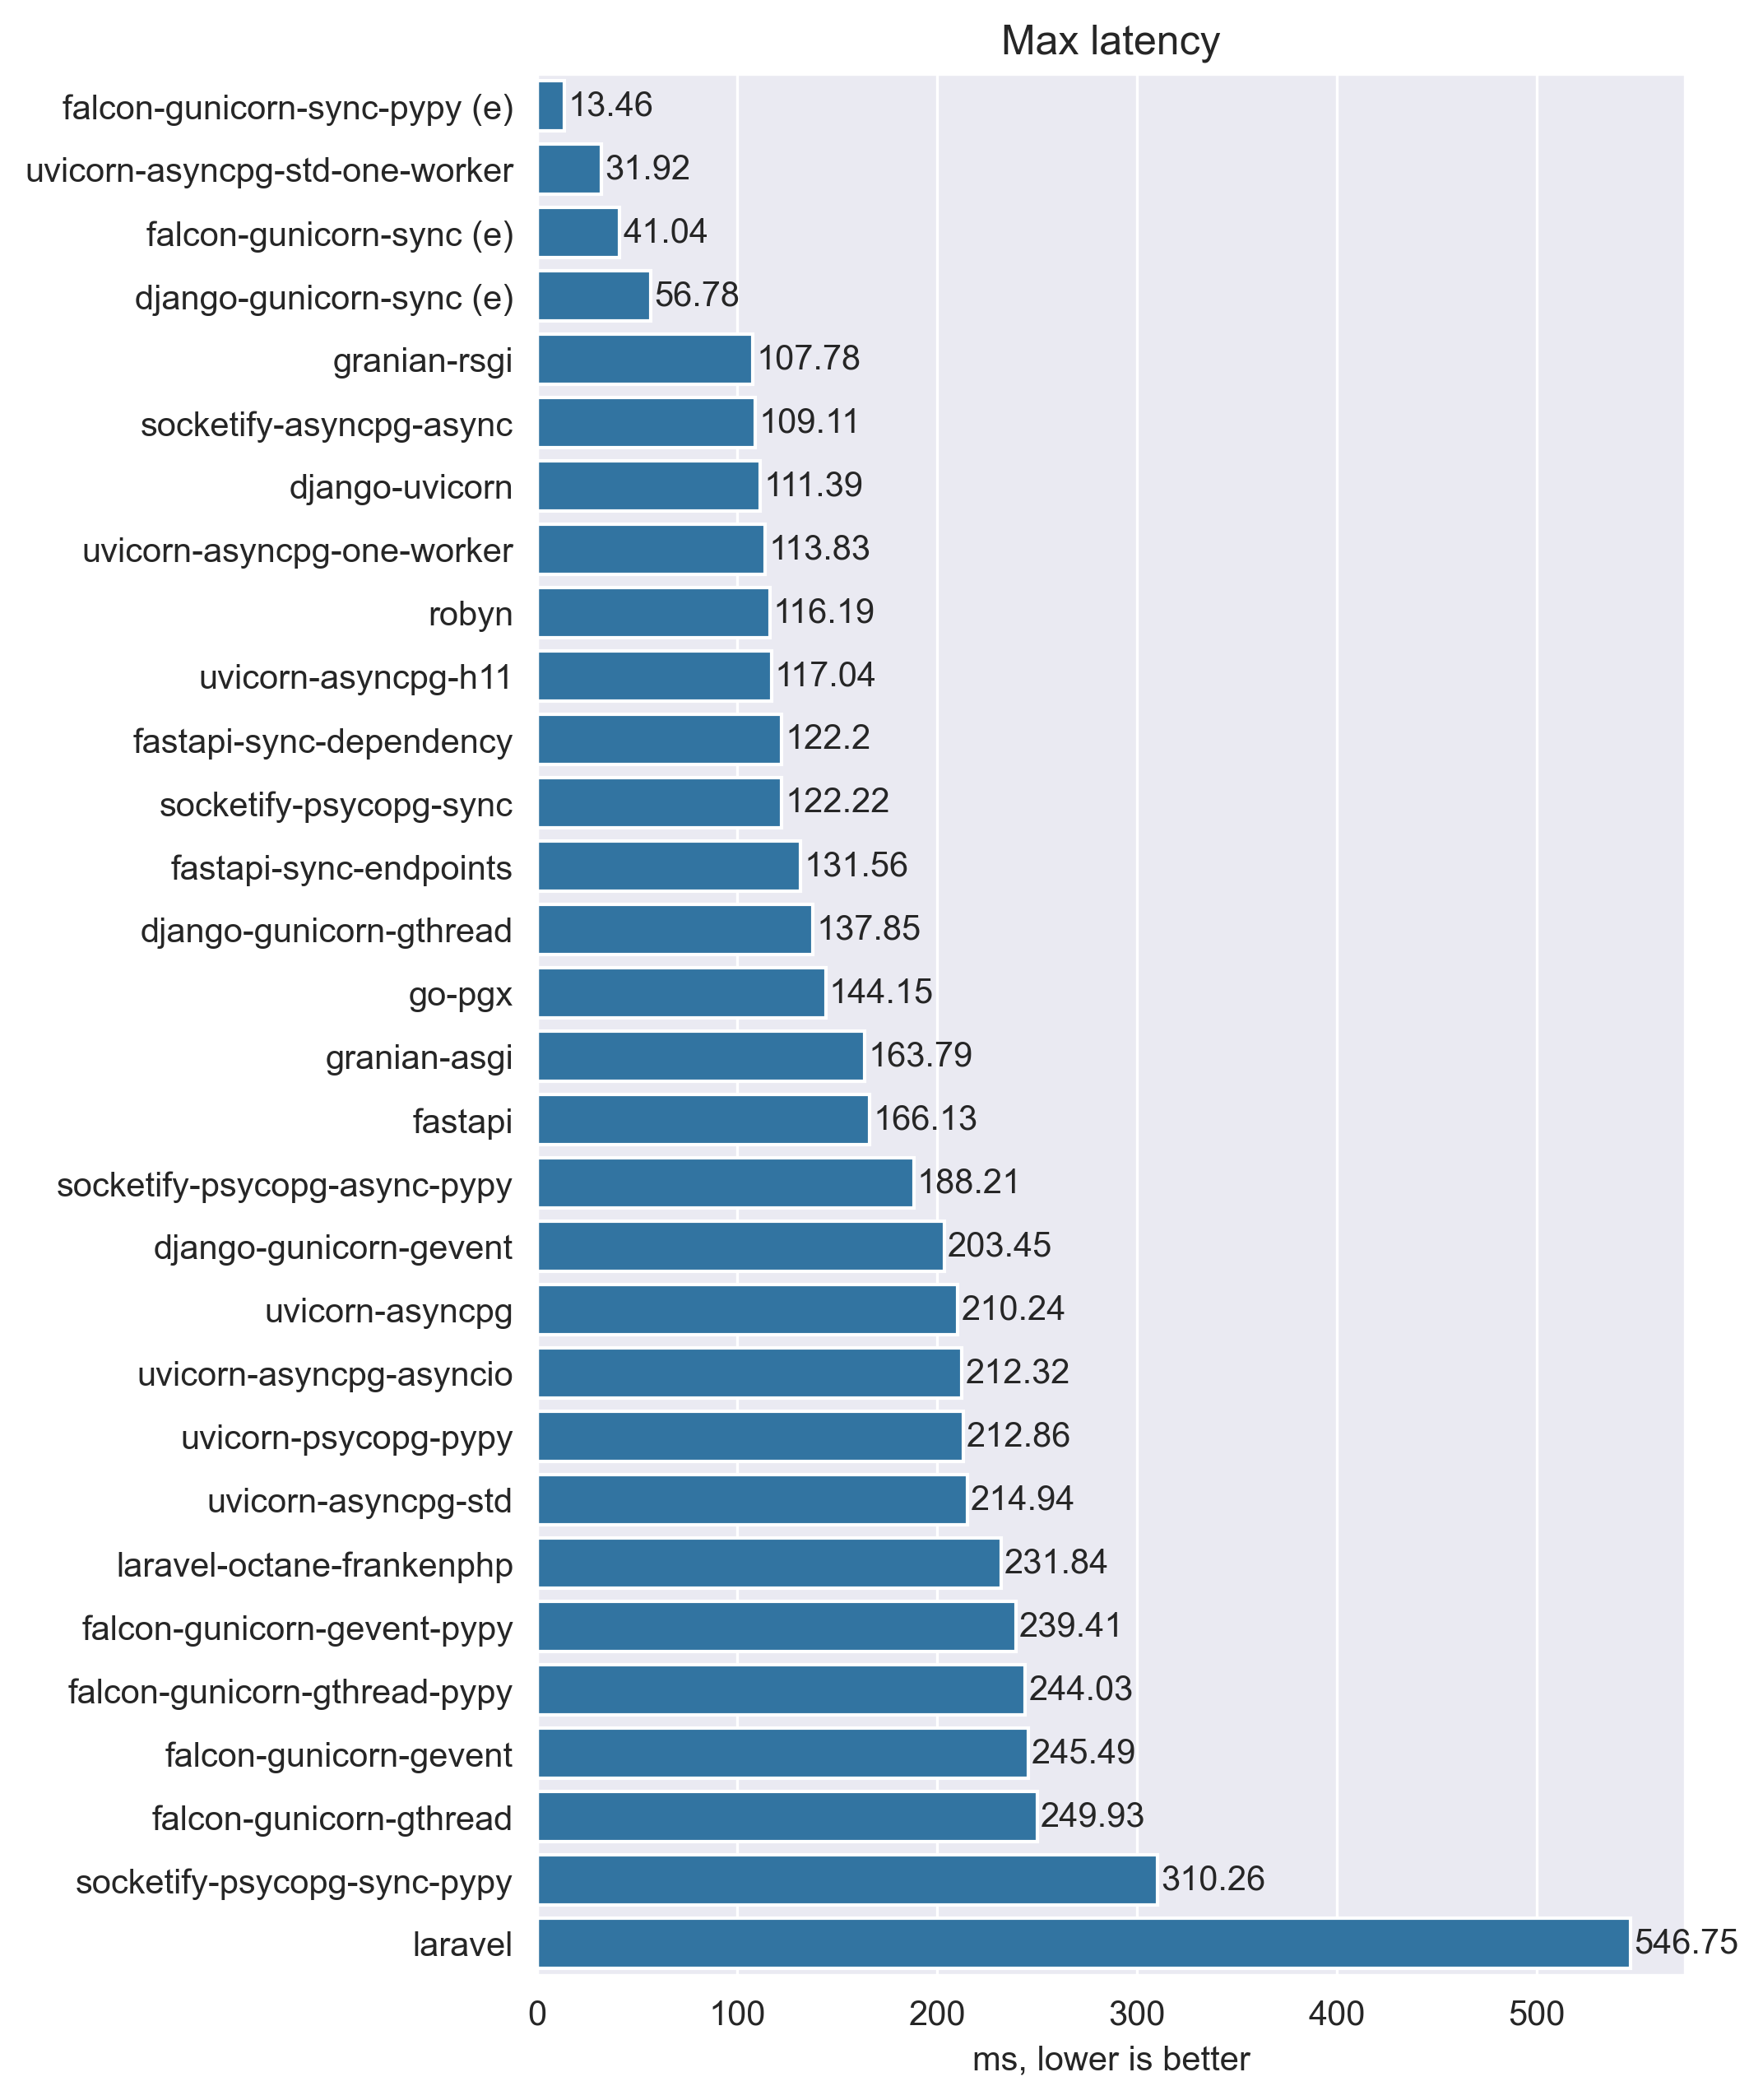 Max latency
falcon-gunicorn-sync-pypy (e) 13.46
uvicorn-asyncpg-std-one-worker 31.92
falcon-gunicorn-sync (e) 41.04
django-gunicorn-sync (e) 56.78
granian-rsgi 107.78
socketify-asyncpg-async 109.11
django-uvicorn 111.39
uvicorn-asyncpg-one-worker 113.83
robyn 116.19
uvicorn-asyncpg-h11 117.04
fastapi-sync-dependency 122.2
socketify-psycopg-sync 122.22
fastapi-sync-endpoints 131.56
django-gunicorn-gthread 137.85
go-pgx 144.15
granian-asgi 163.79
fastapi 166.13
socketify-psycopg-async-pypy 188.21
django-gunicorn-gevent 203.45
uvicorn-asyncpg 210.24
uvicorn-asyncpg-asyncio 212.32
uvicorn-psycopg-pypy 212.86
uvicorn-asyncpg-std 214.94
laravel-octane-frankenphp 231.84
falcon-gunicorn-gevent-pypy 239.41
falcon-gunicorn-gthread-pypy 244.03
falcon-gunicorn-gevent 245.49
falcon-gunicorn-gthread 249.93
socketify-psycopg-sync-pypy 310.26
laravel 546.75
0 100 200 300 400 500
ms, lower is better